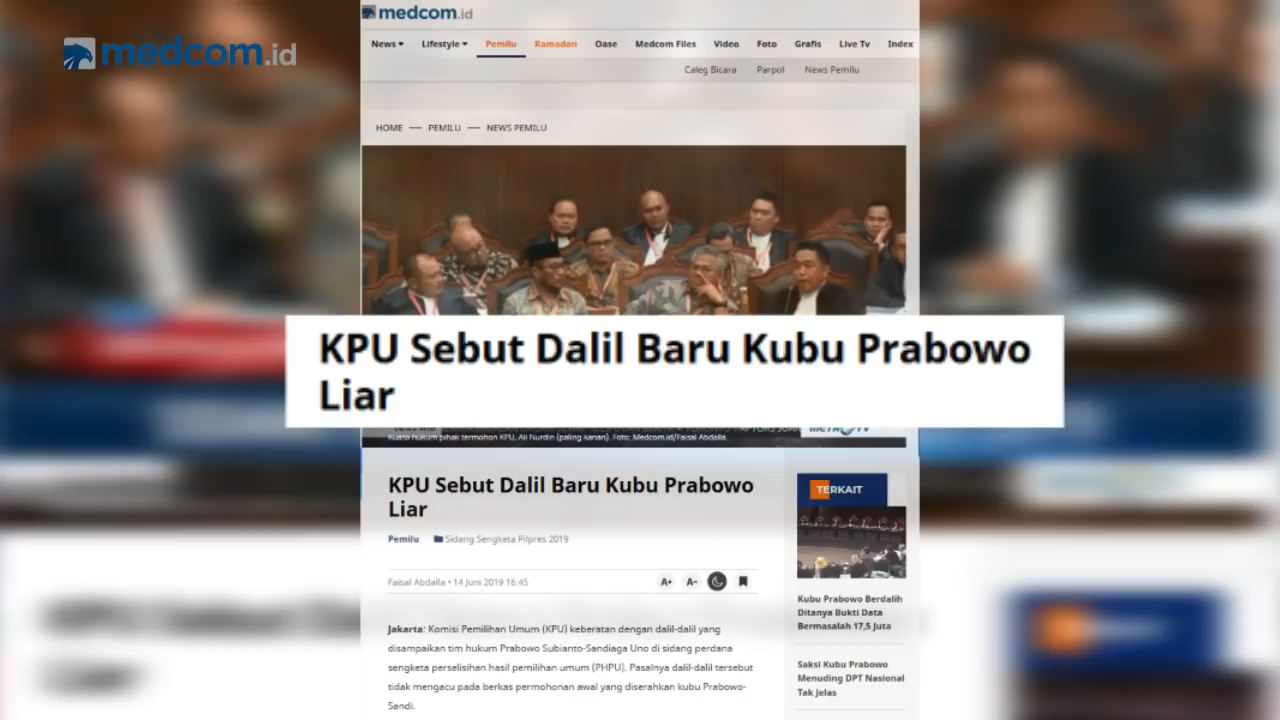 medcom.id
medcom.id
News Lifestyle Pemilu Ramadan Oase Medcom Files Video Foto Grafis Live Tv Index
Caleg Bicara Parpol News Pemilu
HOME — PEMILU — NEWS PEMILU
KPU Sebut Dalil Baru Kubu Prabowo
Liar
Kuasa hukum pihak termohon KPU, Ali Nurdin (paling kanan). Foto: Medcom.id/Faisal Abdalla.
METRO TV
KPU Sebut Dalil Baru Kubu Prabowo
Liar
Pemilu Sidang Sengketa Pilpres 2019
Faisal Abdalla • 14 Juni 2019 16:45
A+ A-
Jakarta: Komisi Pemilihan Umum (KPU) keberatan dengan dalil-dalil yang
disampaikan tim hukum Prabowo Subianto-Sandiaga Uno di sidang perdana
sengketa perselisihan hasil pemilihan umum (PHPU). Pasalnya dalil-dalil tersebut
tidak mengacu pada berkas permohonan awal yang diserahkan kubu Prabowo-
Sandi.
TERKAIT
Kubu Prabowo Berdalih
Ditanya Bukti Data
Bermasalah 17,5 Juta
Saksi Kubu Prabowo
Menuding DPT Nasional
Tak Jelas